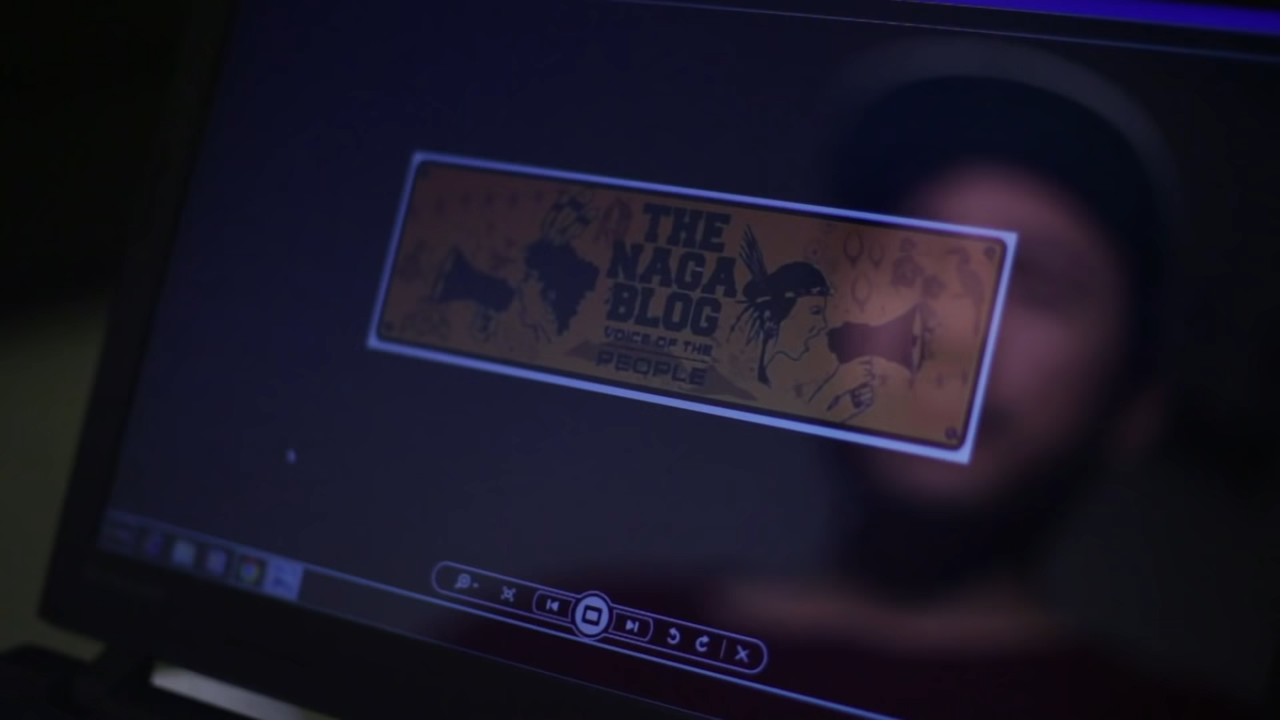 THE
NAGA
BLOG
VOICE OF THE
PEOPLE